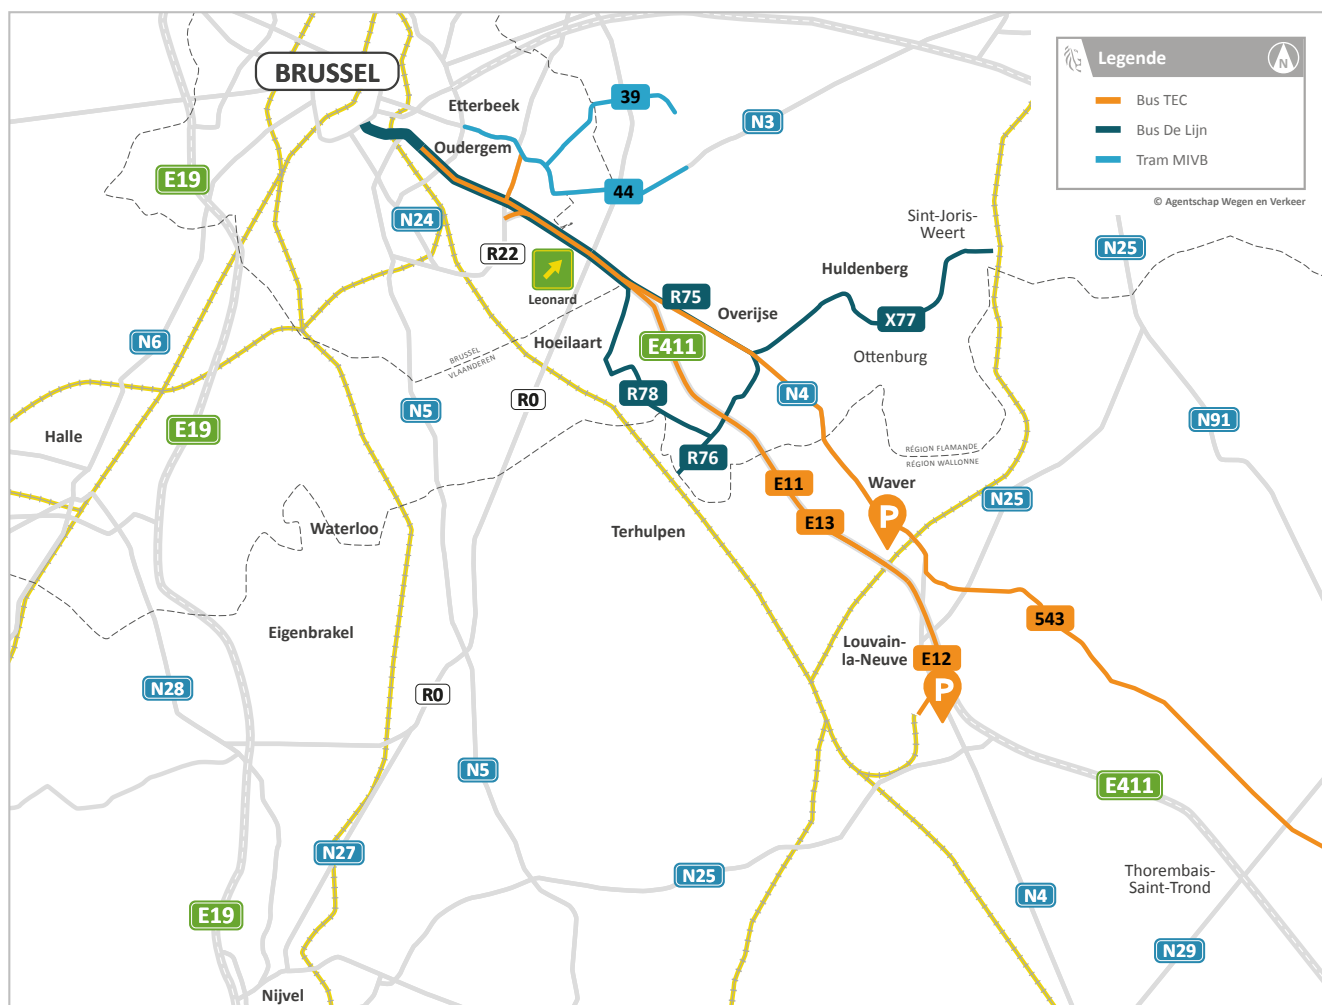 BRUSSEL
Legende
N
Bus TEC
Bus De Lijn
Tram MIVB
© Agentschap Wegen en Verkeer
Etterbeek
39
N3
Oudergem
E19
44
N24
Sint-Joris-
Weert
N25
R22
Leonard
Huldenberg
R75
Overijse
X77
N6
Hoeilaart
E411
Ottenburg
BRUSSEL
VLAANDEREN
R78
N4
R0
N5
N91
E19
Halle
RÉGION FLAMANDE
RÉGION WALLONNE
R76
E11
Waver
N25
P
E13
Waterloo
Terhulpen
543
Eigenbrakel
Louvain-
la-Neuve
E12
P
N28
R0
N5
E411
N27
N25
Thorembais-
Saint-Trond
N4
E19
N29
Nijvel